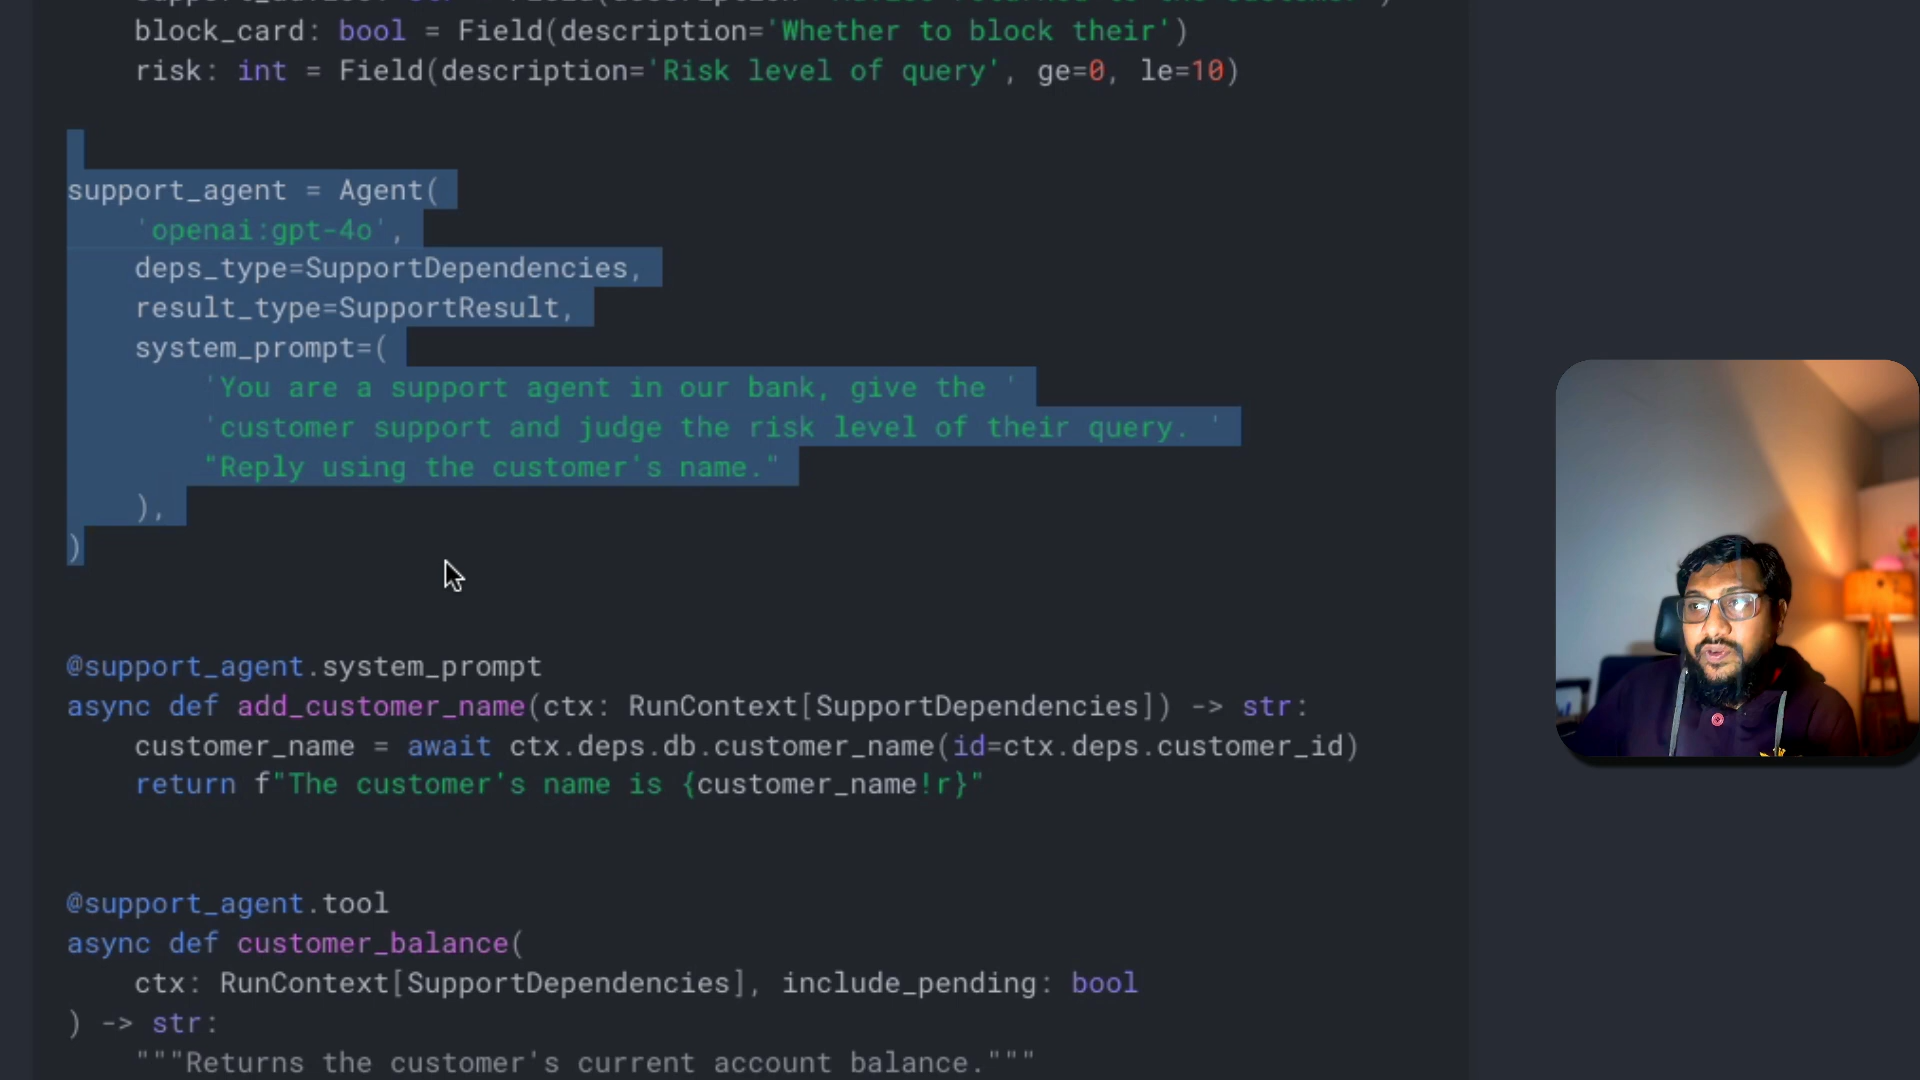 block_card: bool = Field(description='Whether to block their')
risk: int = Field(description='Risk level of query', ge=0, le=10)
support_agent = Agent(
'openai:gpt-4o',
deps_type=SupportDependencies,
result_type=SupportResult,
system_prompt=(
'You are a support agent in our bank, give the '
'customer support and judge the risk level of their query. '
"Reply using the customer's name."
),
)
@support_agent.system_prompt
async def add_customer_name(ctx: RunContext[SupportDependencies]) -> str:
customer_name = await ctx.deps.db.customer_name(id=ctx.deps.customer_id)
return f"The customer's name is {customer_name!r}"
@support_agent.tool
async def customer_balance(
ctx: RunContext[SupportDependencies], include_pending: bool
) -> str:
"""Returns the customer's current account balance."""